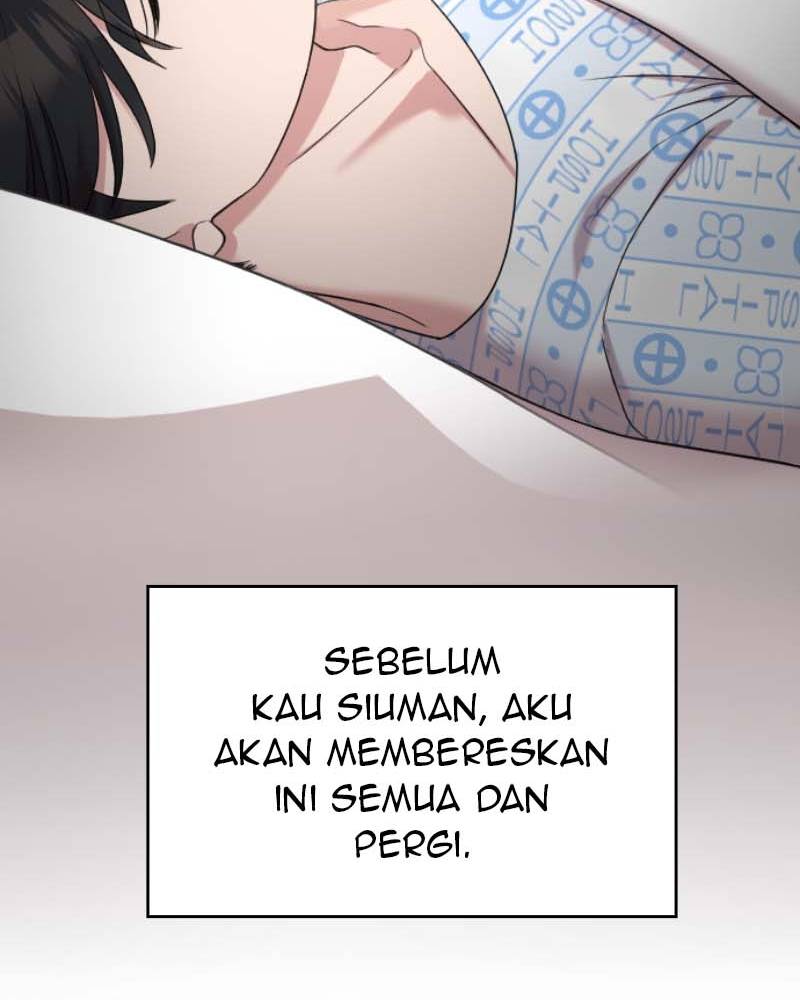 SEBELUM
KAU SIUMAN, AKU
AKAN MEMBERESKAN
INI SEMUA DAN
PERGI.